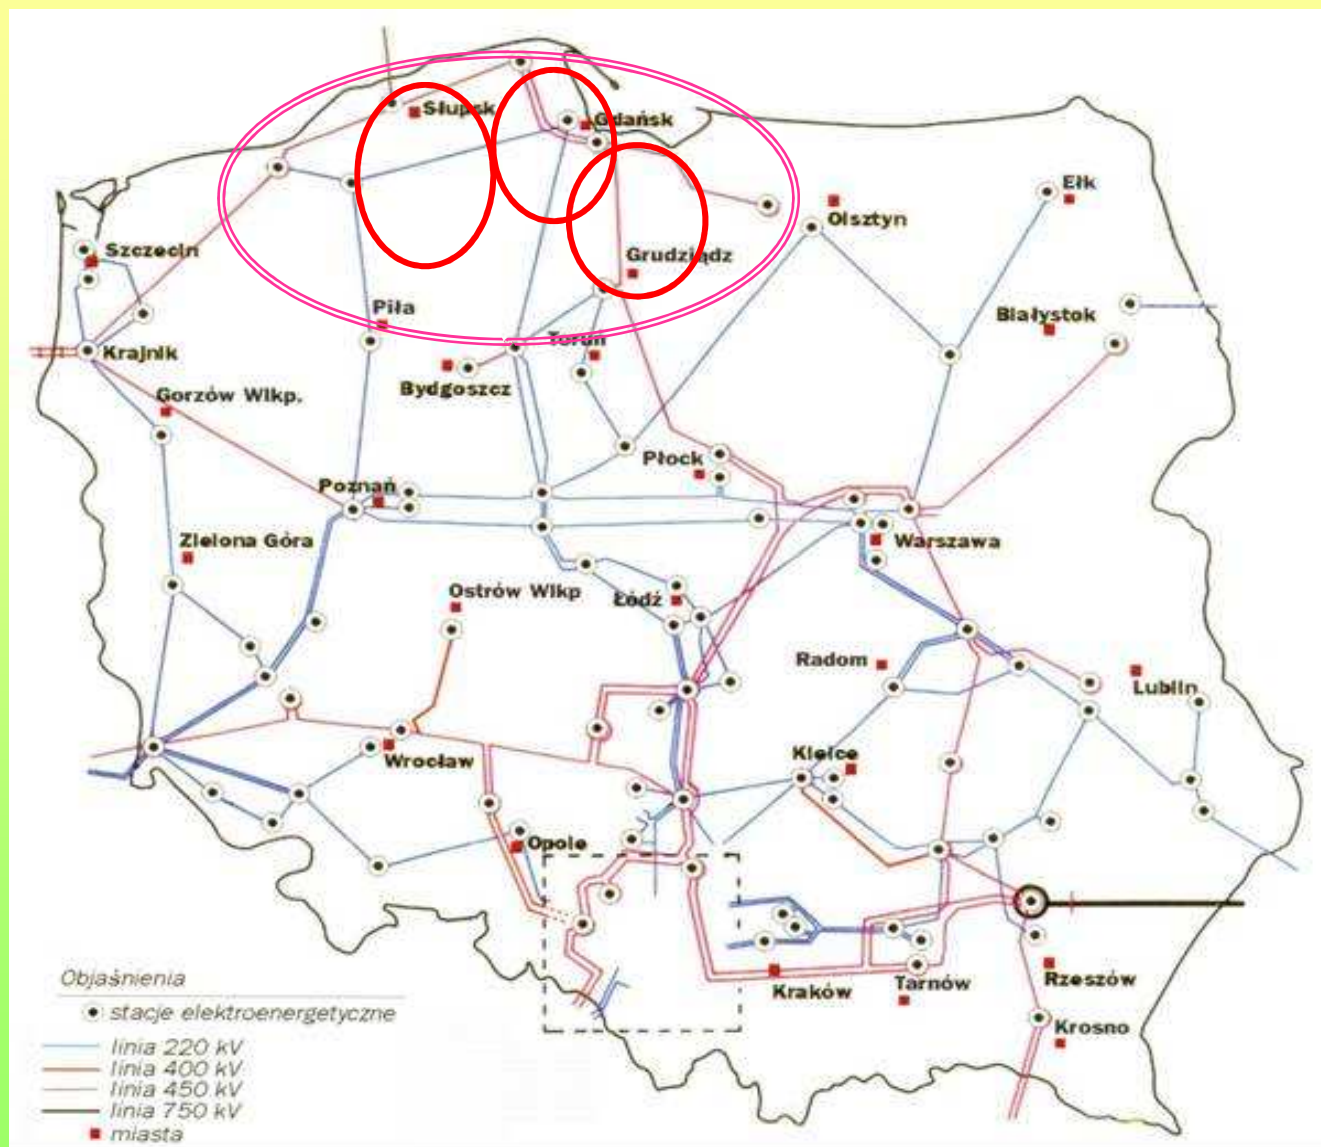 Słupsk
Gdańsk
Ełk
Olsztyn
Szczecin
Grudziądz
Białystok
Piła
Krajnik
Toruń
Bydgoszcz
Gorzów Wlkp.
Płock
Poznań
Zielona Góra
Warszawa
Ostrów Wlkp
Łódź
Radom
Lublin
Wrocław
Kielce
Opole
Kraków
Tarnów
Rzeszów
Krosno
Objaśnienia
stacje elektroenergetyczne
linia 220 kV
linia 400 kV
linia 450 kV
linia 750 kV
miasta